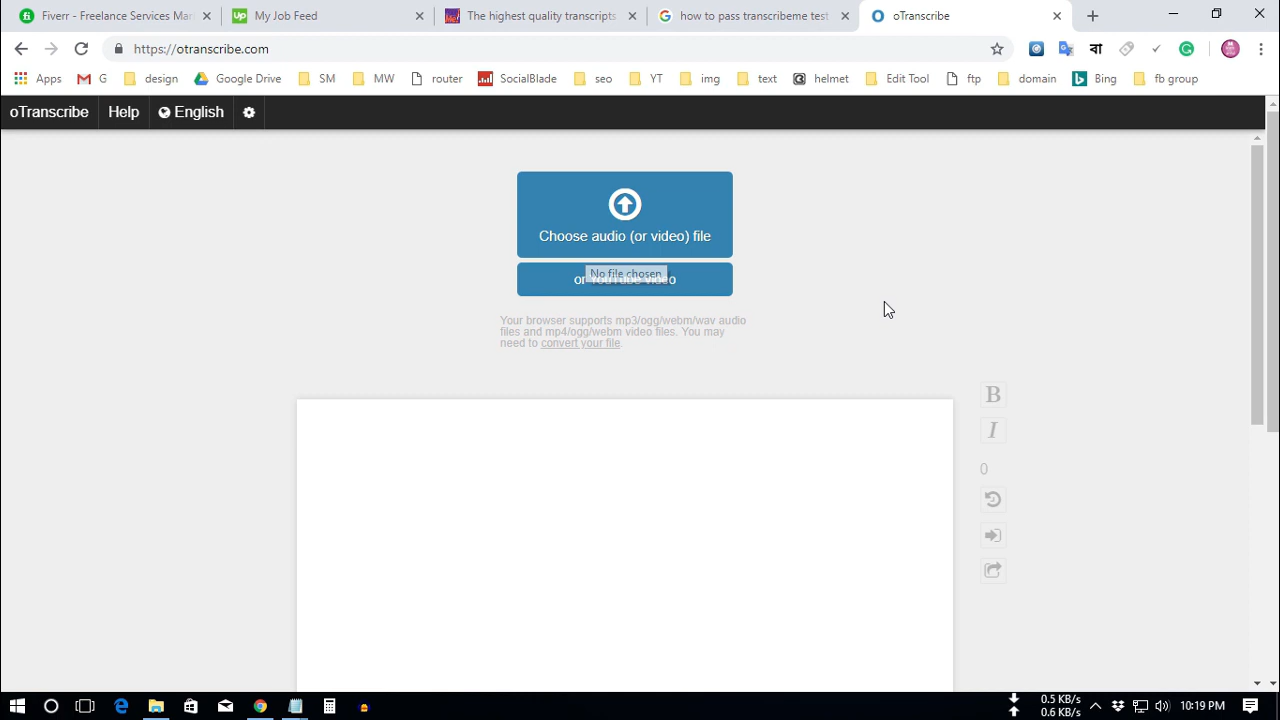 Fiverr - Freelance Services Ma
My Job Feed
The highest quality transcripts
how to pass transcribeme test
oTranscribe
https://otranscribe.com
Apps
G
design
Google Drive
SM
MW
router
SocialBlade
seo
YT
img
text
helmet
Edit Tool
ftp
domain
Bing
fb group
oTranscribe
Help
English
Choose audio (or video) file
No file chosen
or YouTube video
Your browser supports mp3/ogg/webm/wav audio
files and mp4/ogg/webm video files. You may
need to convert your file.
B
I
0
0.5 KB/s
0.6 KB/s
10:19 PM